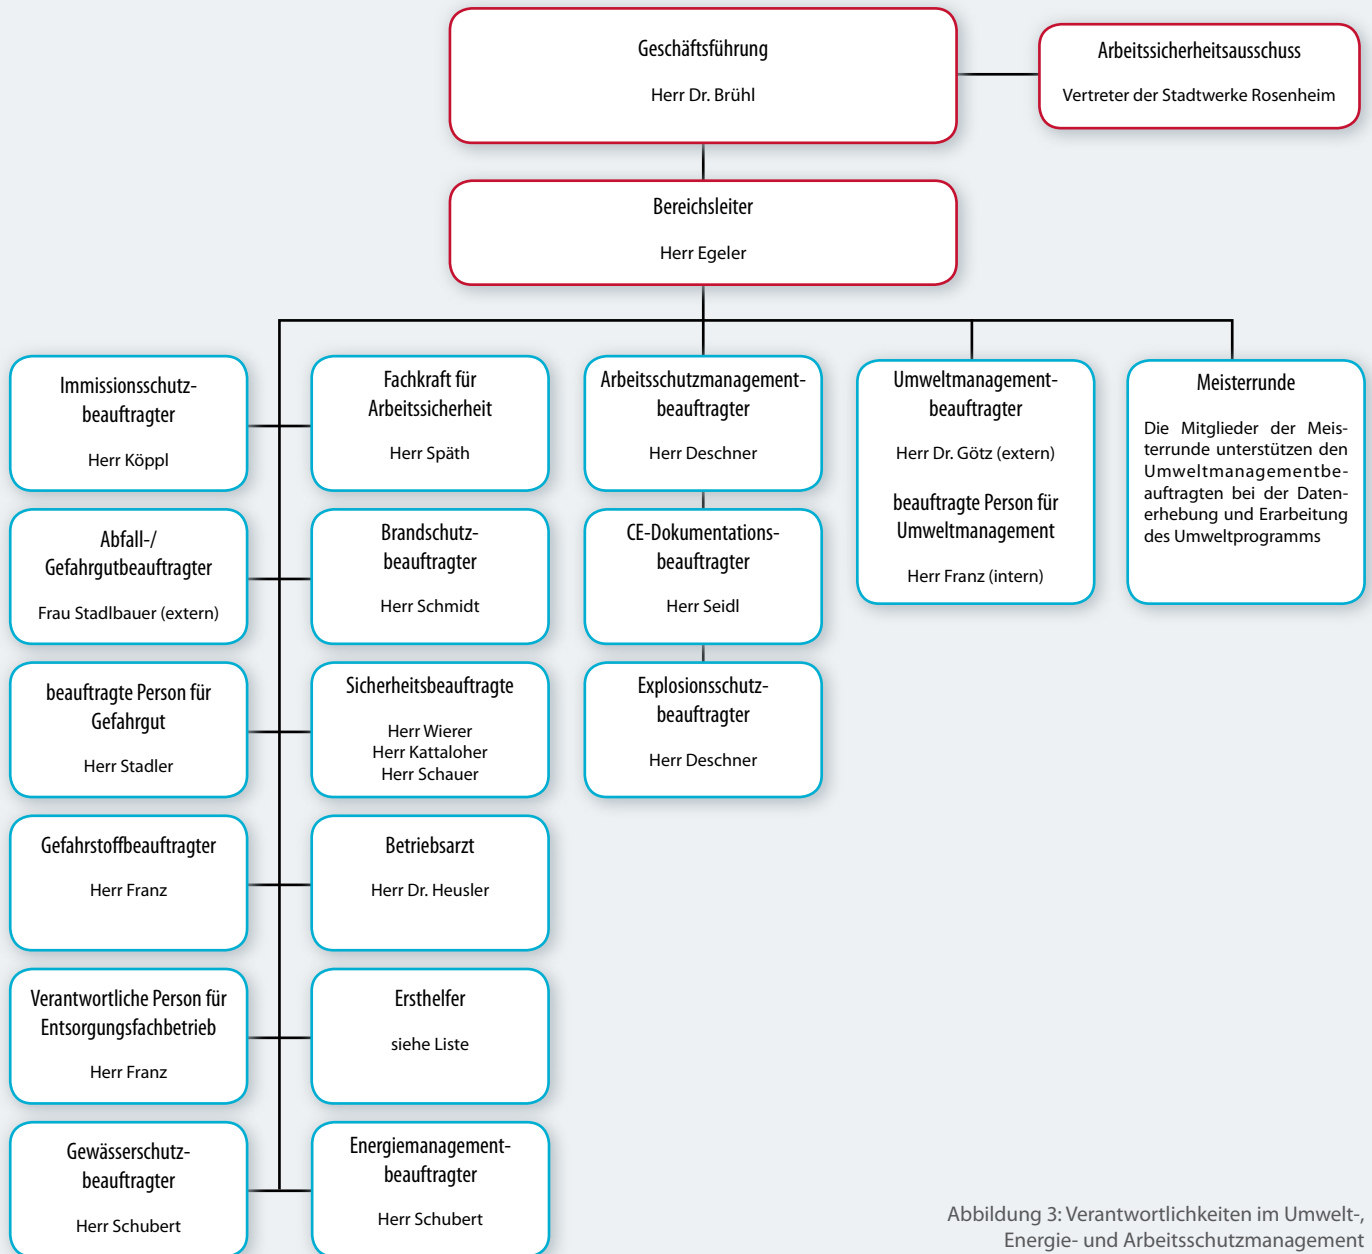 Geschäftsführung
Herr Dr. Brühl
Arbeitssicherheitsausschuss
Vertreter der Stadtwerke Rosenheim
Bereichsleiter
Herr Egeler
Immissionsschutz-
beauftragter
Herr Köppl
Fachkraft für
Arbeitssicherheit
Herr Späth
Arbeitsschutzmanagement-
beauftragter
Herr Deschner
Umweltmanagement-
beauftragter
Herr Dr. Götz (extern)
beauftragte Person für
Umweltmanagement
Herr Franz (intern)
Meisterrunde
Die Mitglieder der Meis-
terrunde unterstützen den
Umweltmanagementbe-
auftragten bei der Daten-
erhebung und Erarbeitung
des Umweltprogramms
Abfall-/
Gefahrgutbeauftragter
Frau Stadlbauer (extern)
Brandschutz-
beauftragter
Herr Schmidt
CE-Dokumentations-
beauftragter
Herr Seidl
beauftragte Person für
Gefahrgut
Herr Stadler
Sicherheitsbeauftragte
Herr Wierer
Herr Kattaloher
Herr Schauer
Explosionsschutz-
beauftragter
Herr Deschner
Gefahrstoffbeauftragter
Herr Franz
Betriebsarzt
Herr Dr. Heusler
Verantwortliche Person für
Entsorgungsfachbetrieb
Herr Franz
Ersthelfer
siehe Liste
Gewässerschutz-
beauftragter
Herr Schubert
Energiemanagement-
beauftragter
Herr Schubert
Abbildung 3: Verantwortlichkeiten im Umwelt-,
Energie- und Arbeitsschutzmanagement